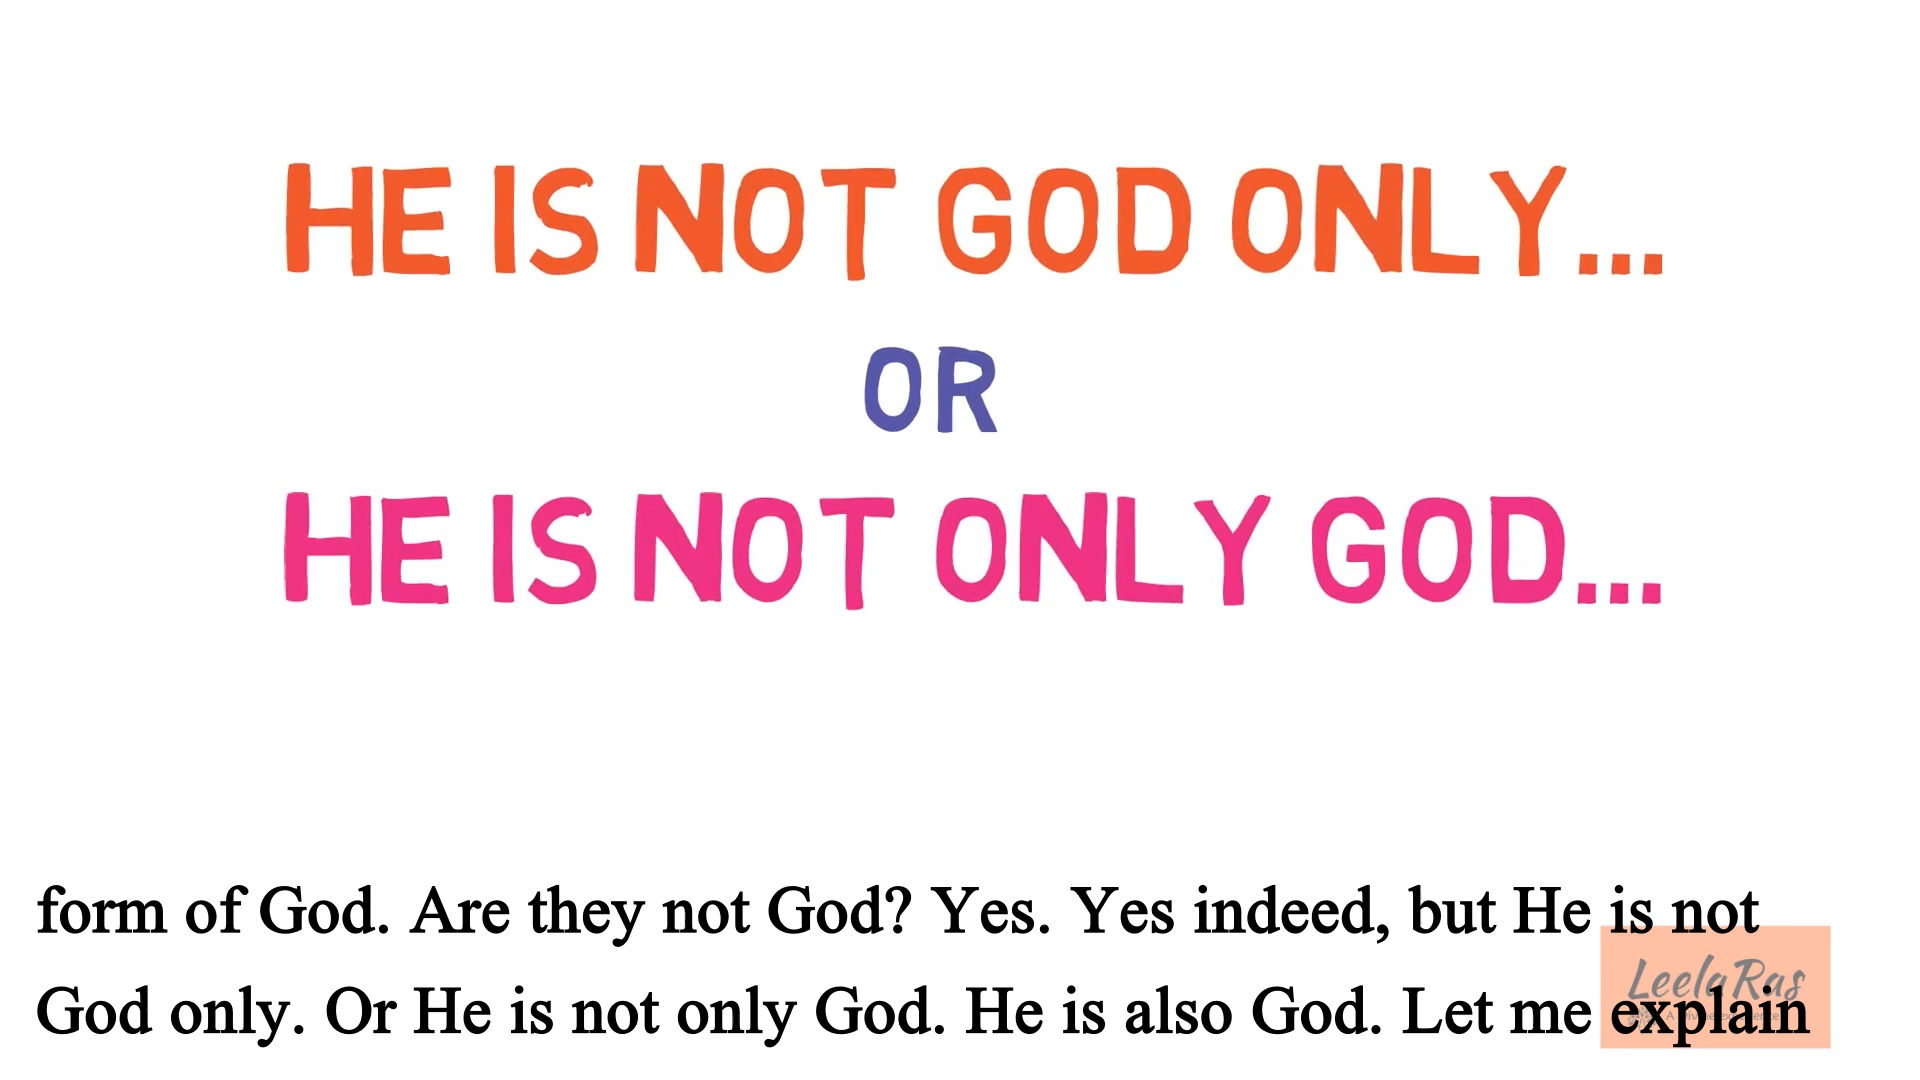 HE IS NOT GOD ONLY...
OR
HE IS NOT ONLY GOD...
form of God. Are they not God? Yes. Yes indeed, but He is not
God only. Or He is not only God. He is also God. Let me explain
LeelaRas